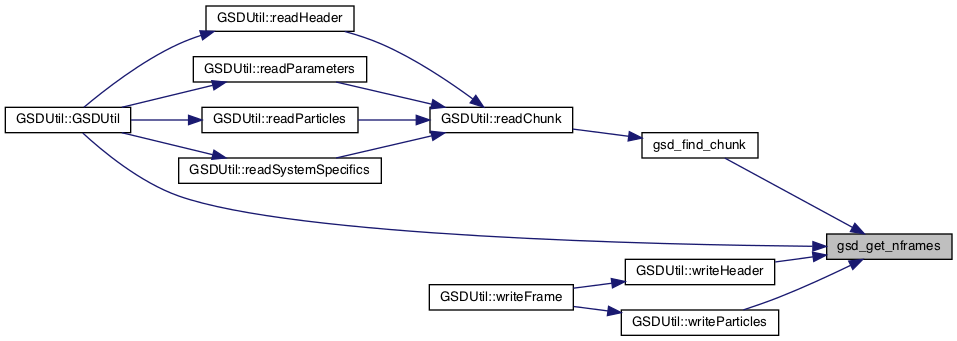 GSDUtil::readHeader
GSDUtil::readParameters
GSDUtil::GSDUtil
GSDUtil::readParticles
GSDUtil::readChunk
gsd_find_chunk
GSDUtil::readSystemSpecifics
gsd_get_nframes
GSDUtil::writeHeader
GSDUtil::writeFrame
GSDUtil::writeParticles